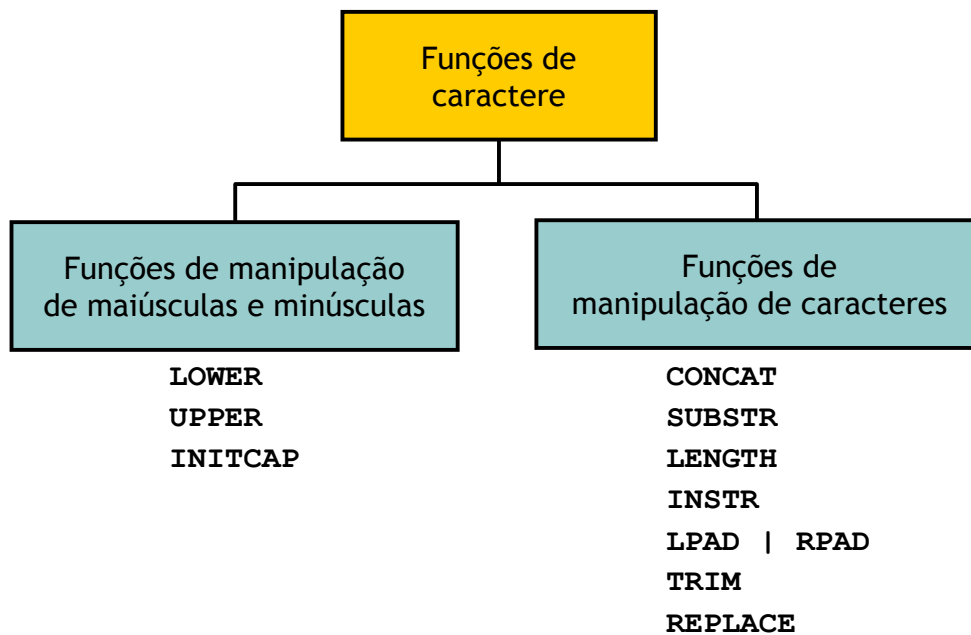 Funções de
caractere
Funções de manipulação
de maiúsculas e minúsculas
LOWER
UPPER
INITCAP
Funções de
manipulação de caracteres
CONCAT
SUBSTR
LENGTH
INSTR
LPAD | RPAD
TRIM
REPLACE